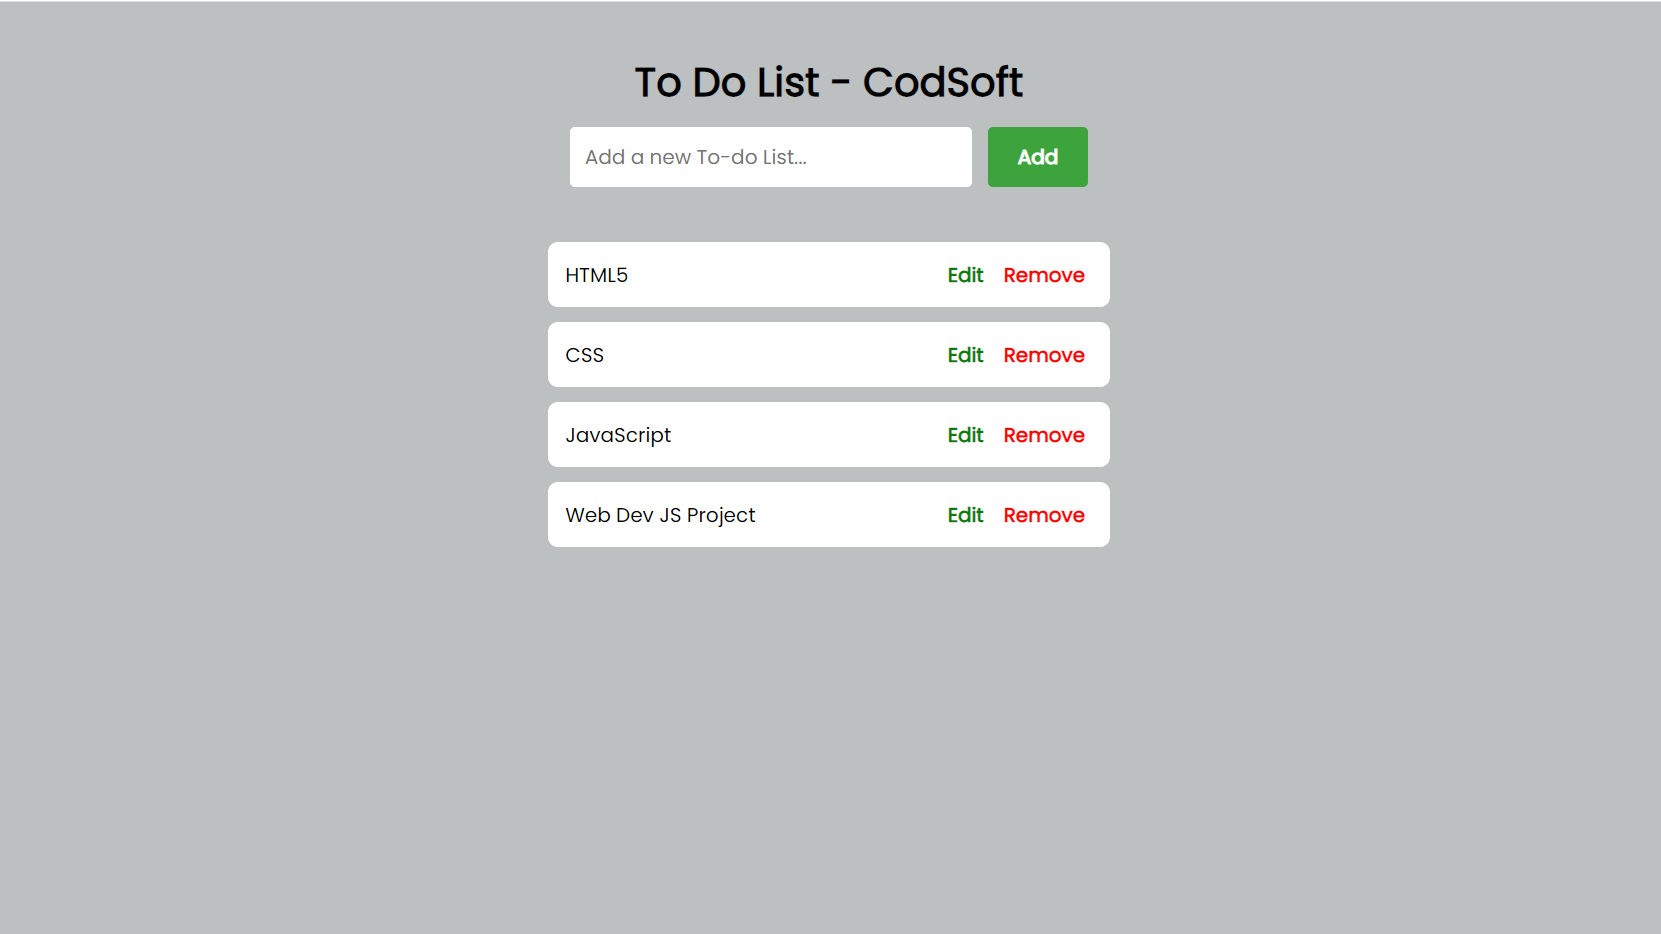 To Do List - CodSoft
Add a new To-do List... Add
HTML5 Edit Remove
CSS Edit Remove
JavaScript Edit Remove
Web Dev JS Project Edit Remove